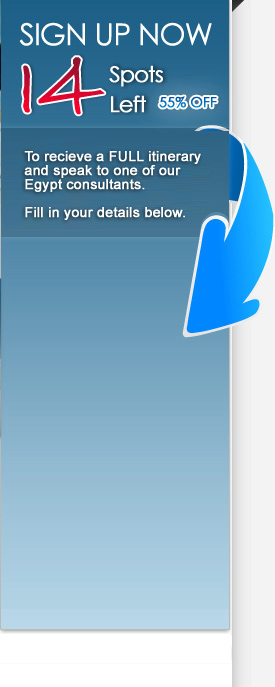 SIGN UP NOW
14 Spots
Left 55% OFF
To recieve a FULL itinerary
and speak to one of our
Egypt consultants.
Fill in your details below.